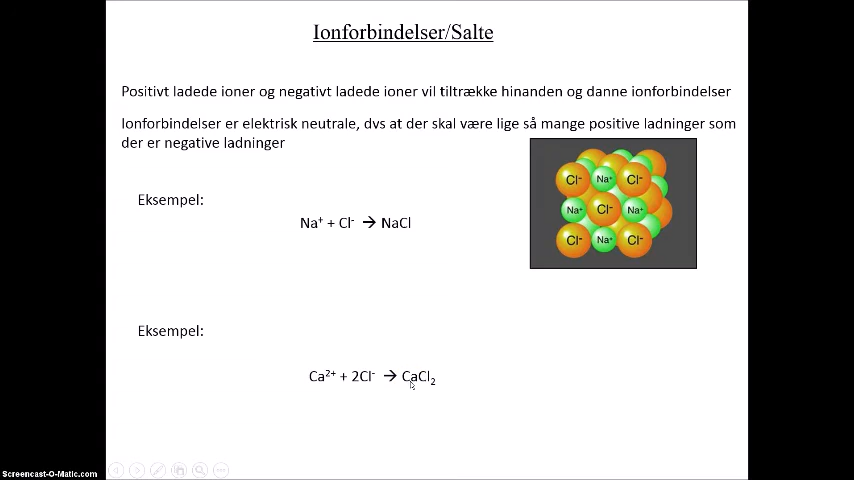 Ionforbindelser/Salte
Positivt ladede ioner og negativt ladede ioner vil tiltrække hinanden og danne ionforbindelser
Ionforbindelser er elektrisk neutrale, dvs at der skal være lige så mange positive ladninger som
der er negative ladninger
Cl⁻ Na⁺ Cl⁻
Eksempel:
Na⁺ Cl⁻ Na⁺
Na⁺ + Cl⁻ → NaCl
Cl⁻ Na⁺ Cl⁻
Eksempel:
Ca²⁺ + 2Cl⁻ → CaCl₂
Screencast-O-Matic.com